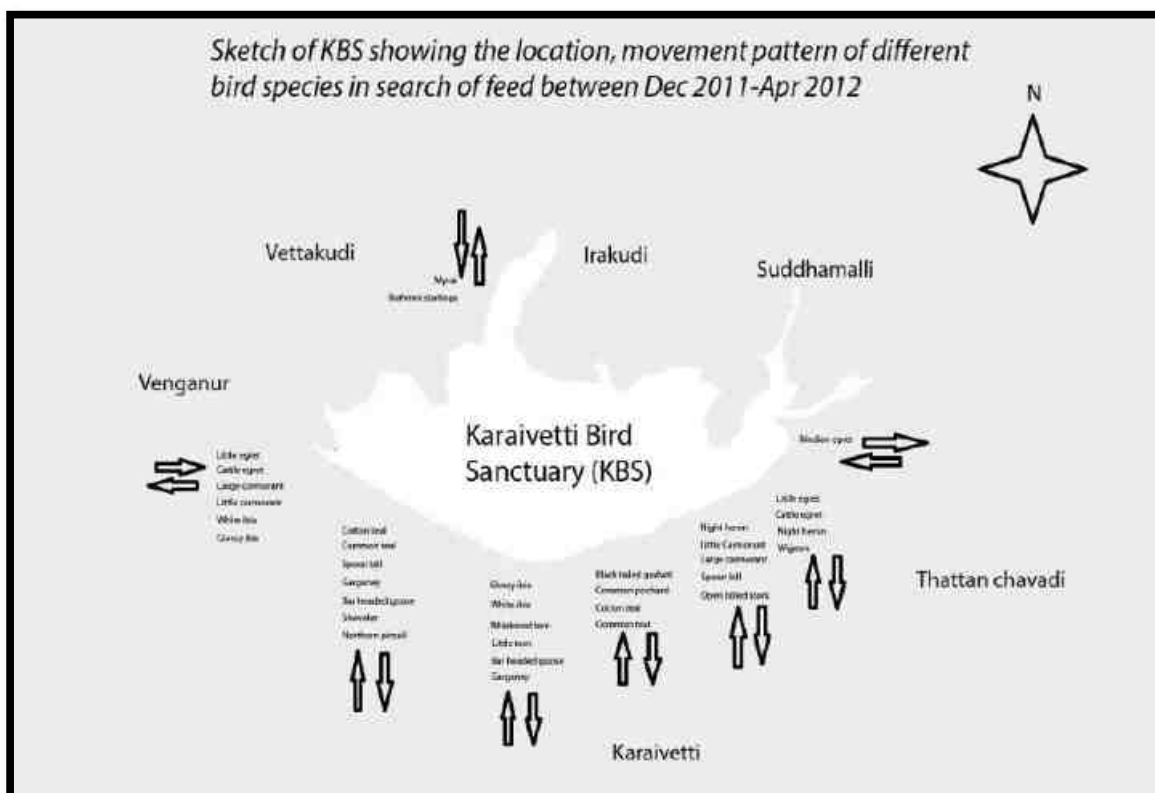 Sketch of KBS showing the location, movement pattern of different
bird species in search of feed between Dec 2011-Apr 2012
N
Vettakudi
Irakudi
Suddhamalli
Myna
Venganur
Karaivetti Bird
Sanctuary (KBS)
Median egret
Little egret
Cattle egret
Large cormorant
Little cormorant
White ibis
Glossy ibis
Cotton teal
Common teal
Spoon bill
Garganey
Bar headed goose
Shoveler
Northern pintail
Glossy ibis
White ibis
Whiskered tern
Little tern
Bar headed goose
Garganey
Black tailed godwit
Common pochard
Cotton teal
Common teal
Night heron
Little Cormorant
Large cormorant
Spoon bill
Open billed stork
Little egret
Cattle egret
Night heron
Wigeon
Thattan chavadi
Karaivetti